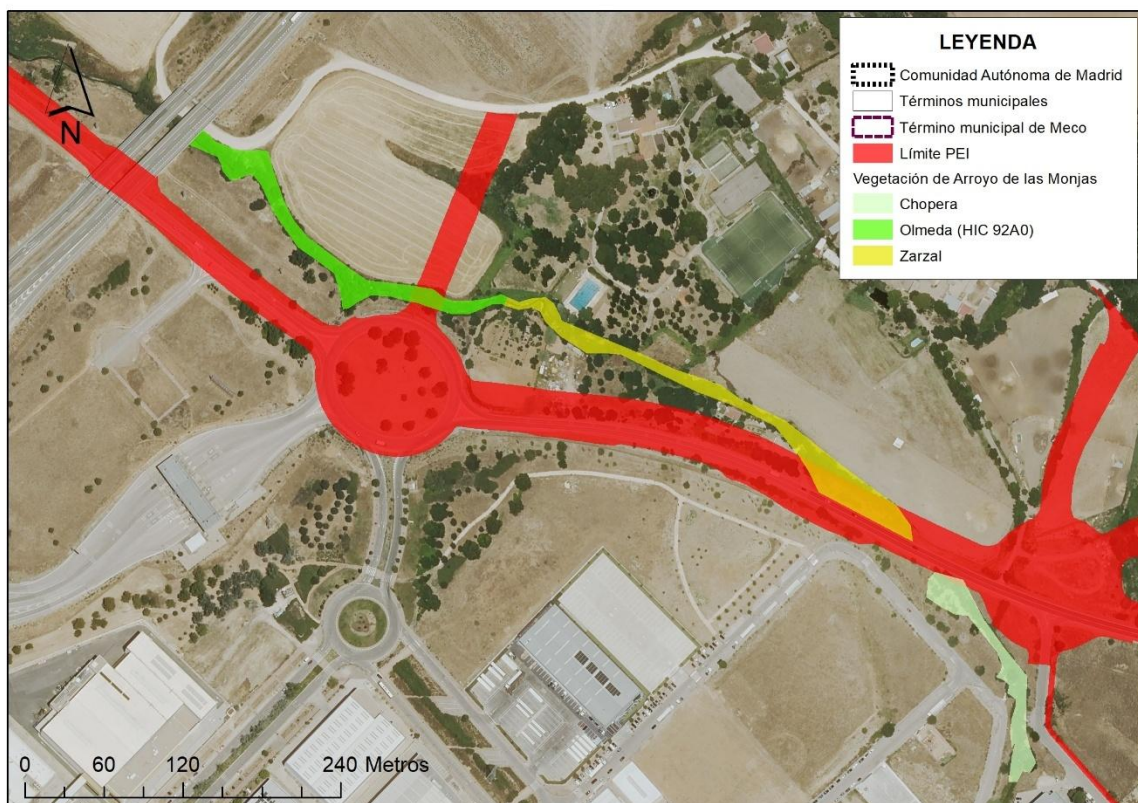 LEYENDA
Comunidad Autónoma de Madrid
Términos municipales
Término municipal de Meco
Límite PEI
Vegetación de Arroyo de las Monjas
Chopera
Olmeda (HIC 92A0)
Zarzal
N
0 60 120 240 Metros